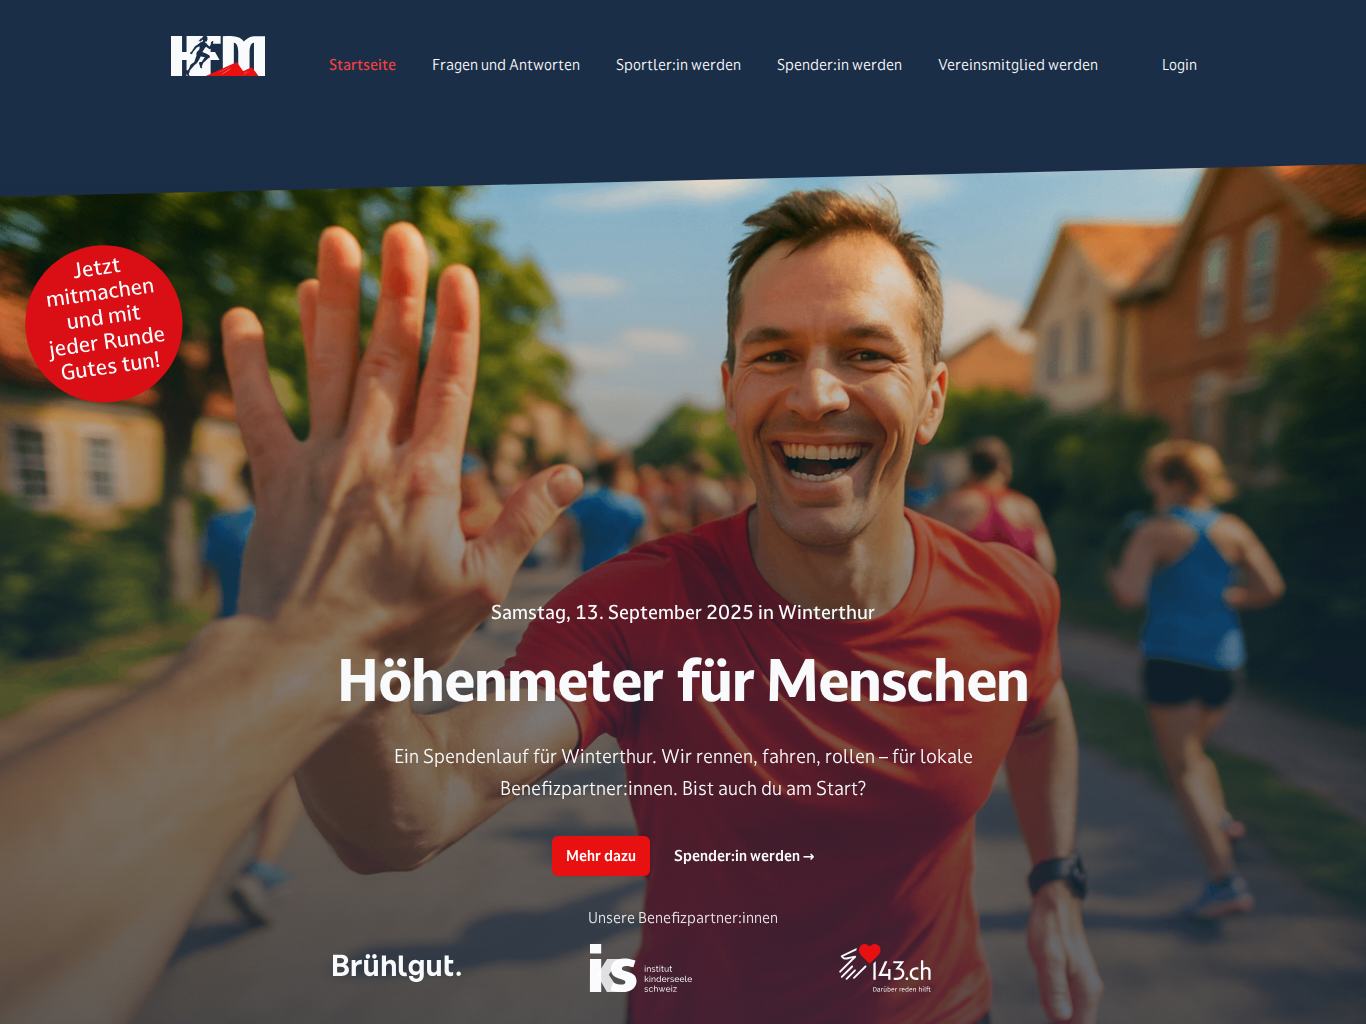 HFM
Startseite
Fragen und Antworten
Sportler:in werden
Spender:in werden
Vereinsmitglied werden
Login
Jetzt
mitmachen
und mit
jeder Runde
Gutes tun!
Samstag, 13. September 2025 in Winterthur
Höhenmeter für Menschen
Ein Spendenlauf für Winterthur. Wir rennen, fahren, rollen – für lokale
Benefizpartner:innen. Bist auch du am Start?
Mehr dazu
Spender:in werden →
Unsere Benefizpartner:innen
Brühlgut.
iks
institut
kinderseele
schweiz
143.ch
Darüber reden hilft